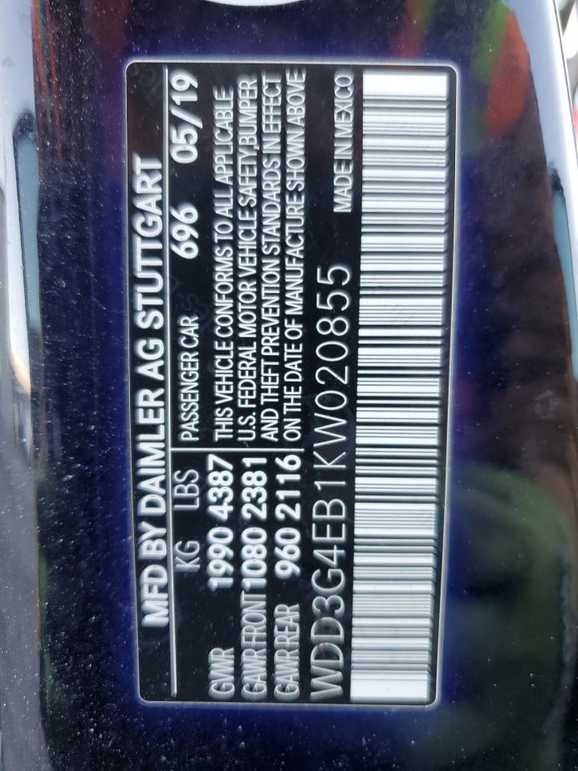 MFD BY DAIMLER AG STUTTGART
KG LBS PASSENGER CAR 696 05/19
GVWR 1990 4387 THIS VEHICLE CONFORMS TO ALL APPLICABLE
GAWR FRONT 1080 2381 U.S. FEDERAL MOTOR VEHICLE SAFETY,BUMPER
GAWR REAR 960 2116 AND THEFT PREVENTION STANDARDS IN EFFECT
ON THE DATE OF MANUFACTURE SHOWN ABOVE
WDD3G4EB1KW020855 MADE IN MEXICO